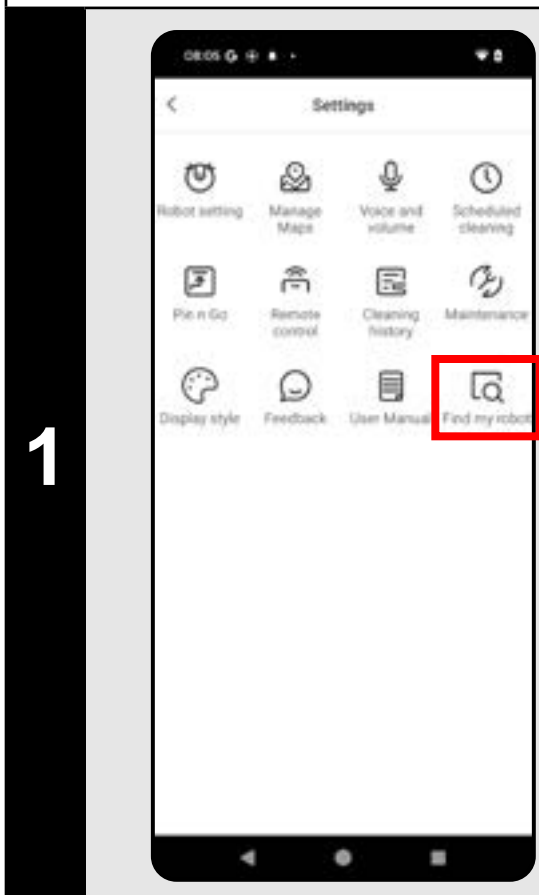 08:05 G
Settings
Robot setting Manage Maps Voice and volume Scheduled cleaning
Pin n Go Remote control Cleaning history Maintenance
Display style Feedback User Manual Find my robot
1